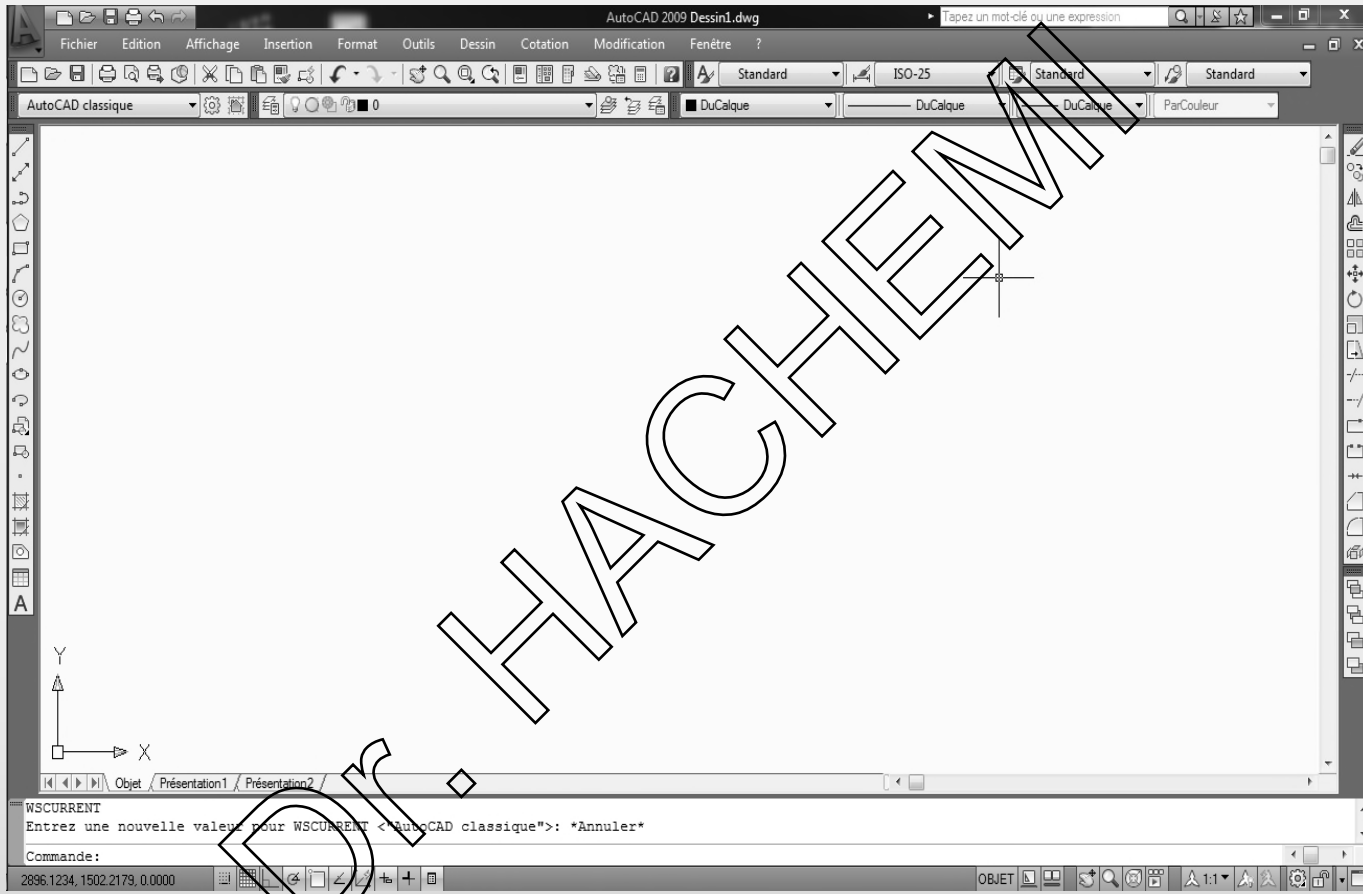 AutoCAD 2009 Dessin1.dwg
Tapez un mot-clé ou une expression
Fichier Edition Affichage Insertion Format Outils Dessin Cotation Modification Fenêtre ?
Standard ISO-25 Standard Standard
AutoCAD classique 0 DuCalque DuCalque DuCalque ParCouleur
A
Y
X
Dr. HACHEMI
Objet Présentation1 Présentation2
WSCURRENT
Entrez une nouvelle valeur pour WSCURRENT <"AutoCAD classique">: *Annuler*
Commande:
2896.1234, 1502.2179, 0.0000 OBJET 1:1